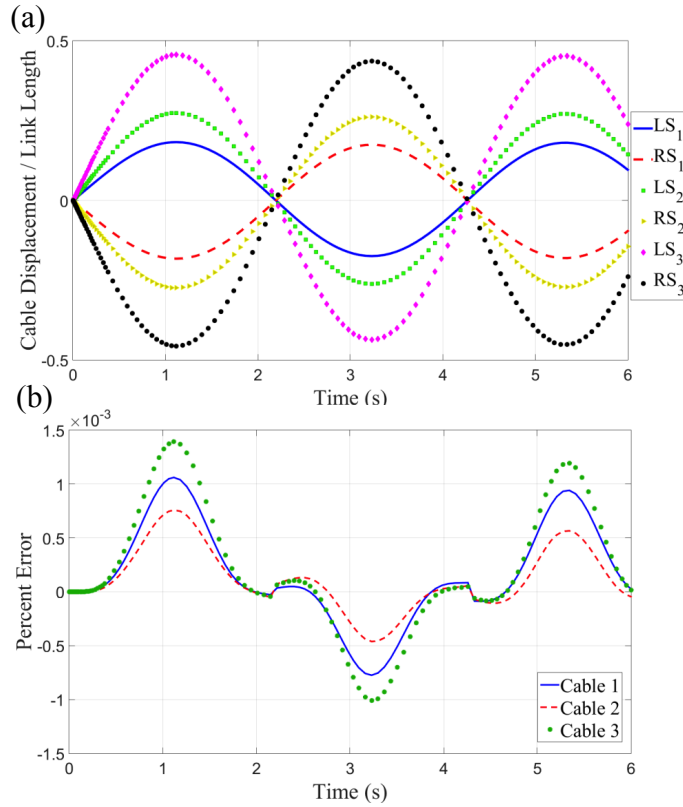 (a)
0.5
0
-0.5
0 1 2 3 4 5 6
Cable Displacement / Link Length
Time (s)
LS1
RS1
LS2
RS2
LS3
RS3
(b)
×10-3
1.5
1
0.5
0
-0.5
-1
-1.5
0 1 2 3 4 5 6
Percent Error
Time (s)
Cable 1
Cable 2
Cable 3